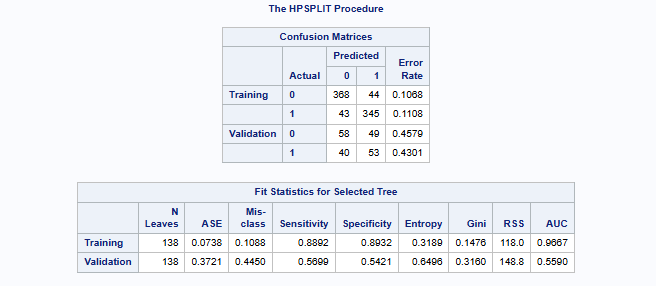 The HPSPLIT Procedure
Confusion Matrices
Predicted
Actual 0 1 Error Rate
Training 0 368 44 0.1068
1 43 345 0.1108
Validation 0 58 49 0.4579
1 40 53 0.4301
Fit Statistics for Selected Tree
N Leaves ASE Mis-class Sensitivity Specificity Entropy Gini RSS AUC
Training 138 0.0738 0.1088 0.8892 0.8932 0.3189 0.1476 118.0 0.9667
Validation 138 0.3721 0.4450 0.5699 0.5421 0.6496 0.3160 148.8 0.5590